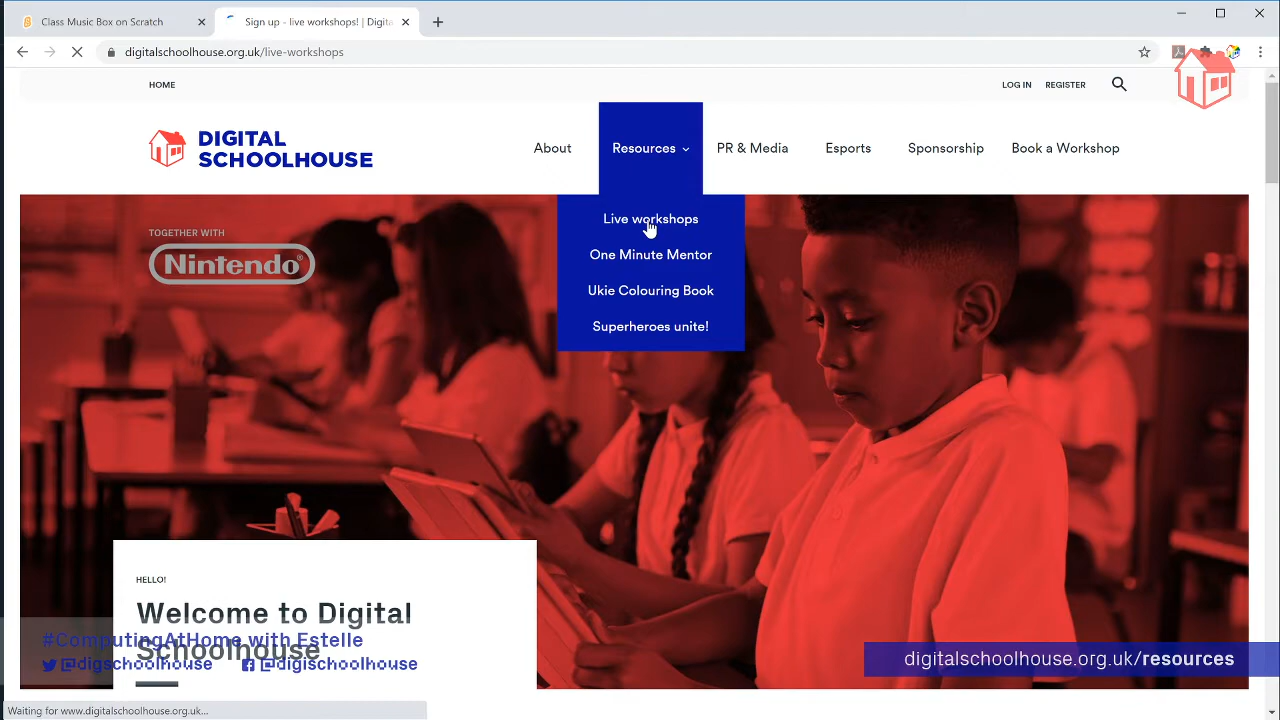 Class Music Box on Scratch
Sign up - live workshops! | Digita
digitalschoolhouse.org.uk/live-workshops
HOME
LOG IN
REGISTER
DIGITAL
SCHOOLHOUSE
About
Resources
PR & Media
Esports
Sponsorship
Book a Workshop
TOGETHER WITH
Nintendo®
Live workshops
One Minute Mentor
Ukie Colouring Book
Superheroes unite!
HELLO!
Welcome to Digital
Schoolhouse
#ComputingAtHome with Estelle
@digschoolhouse
@digischoolhouse
digitalschoolhouse.org.uk/resources
Waiting for www.digitalschoolhouse.org.uk...